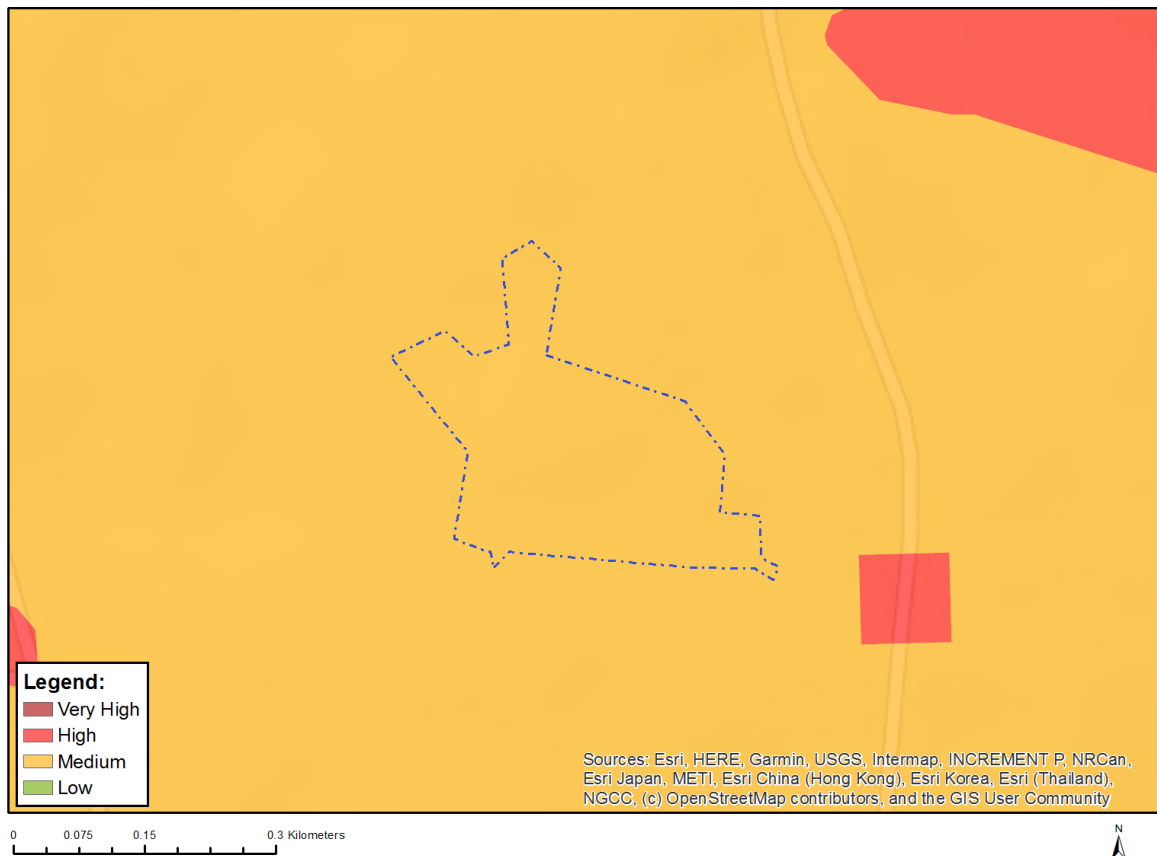 Legend:
Very High
High
Medium
Low
Sources: Esri, HERE, Garmin, USGS, Intermap, INCREMENT P, NRCan,
Esri Japan, METI, Esri China (Hong Kong), Esri Korea, Esri (Thailand),
NGCC, (c) OpenStreetMap contributors, and the GIS User Community
0 0.075 0.15 0.3 Kilometers
N